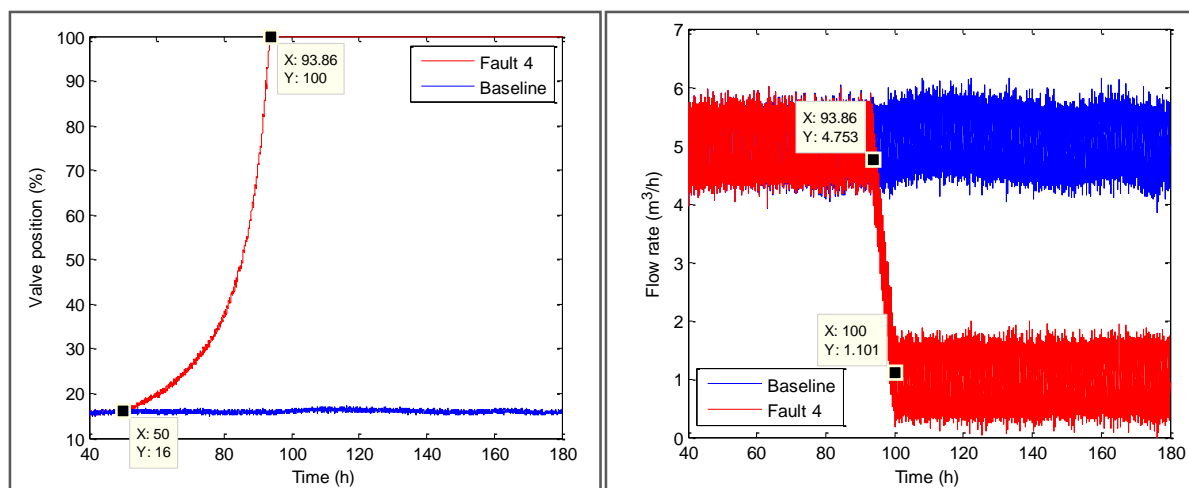 100
90
80
70
60
50
40
30
20
10
Valve position (%)
X: 93.86
Y: 100
Fault 4
Baseline
X: 50
Y: 16
40 60 80 100 120 140 160 180
Time (h)
7
6
5
4
3
2
1
0
Flow rate (m³/h)
X: 93.86
Y: 4.753
X: 100
Y: 1.101
Baseline
Fault 4
40 60 80 100 120 140 160 180
Time (h)